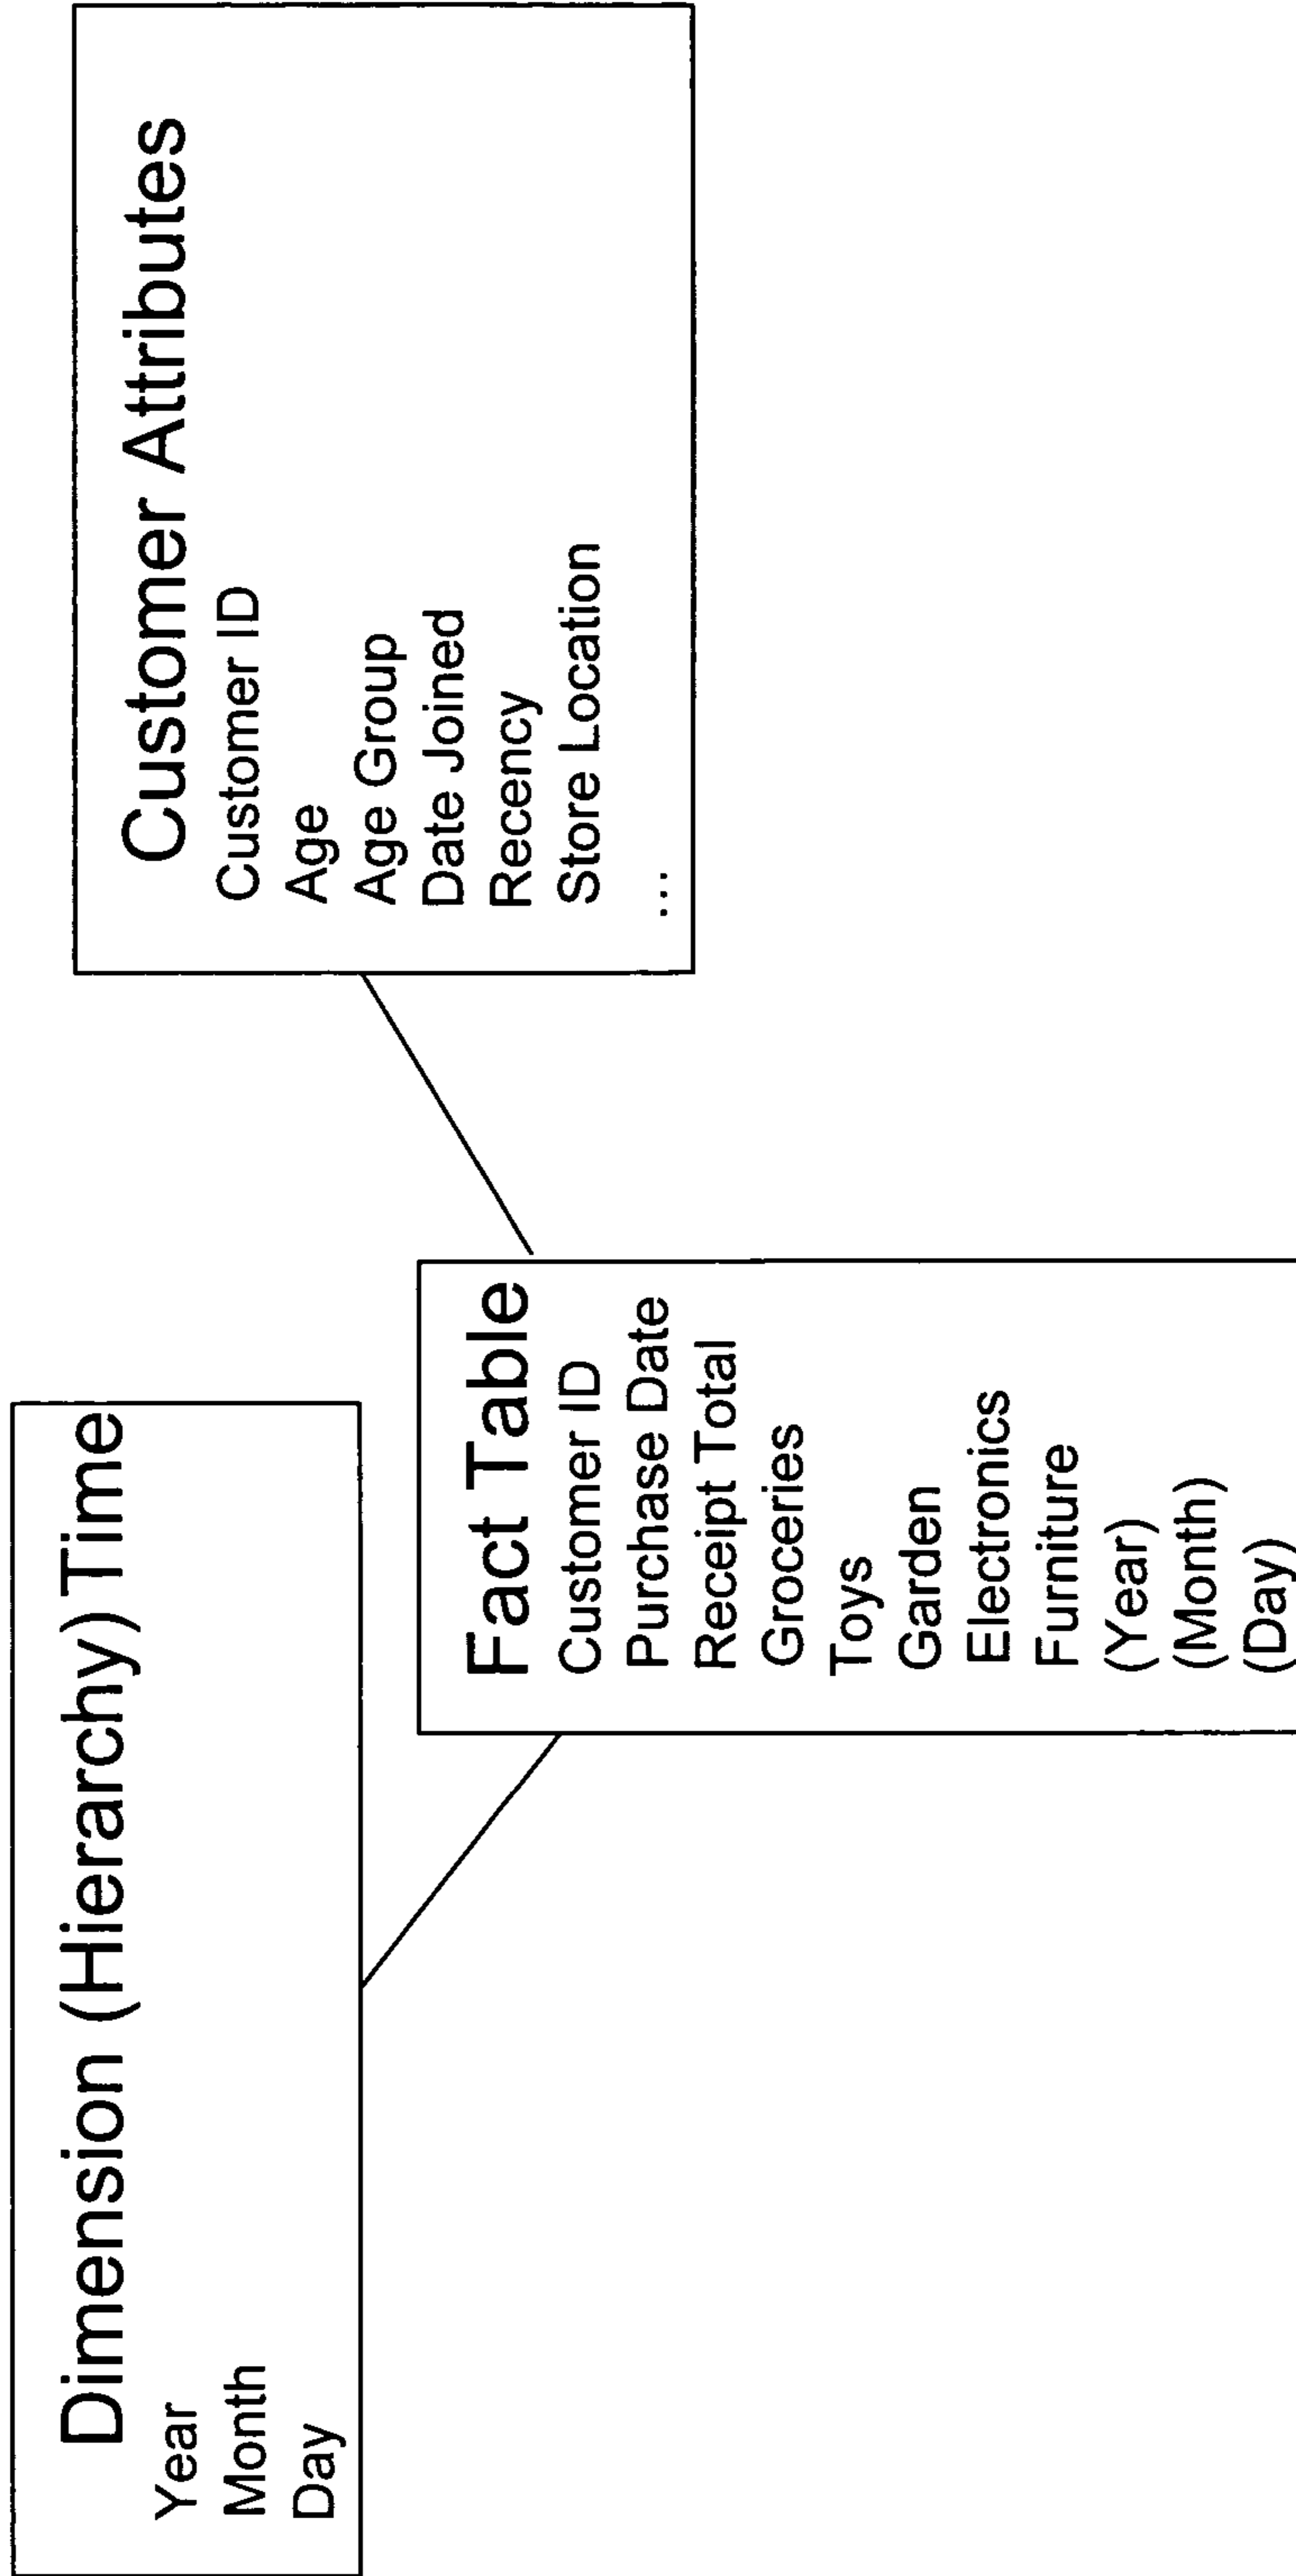 Dimension (Hierarchy) Time
Year
Month
Day
Fact Table
Customer ID
Purchase Date
Receipt Total
Groceries
Toys
Garden
Electronics
Furniture
(Year)
(Month)
(Day)
Customer Attributes
Customer ID
Age
Age Group
Date Joined
Recency
Store Location
...